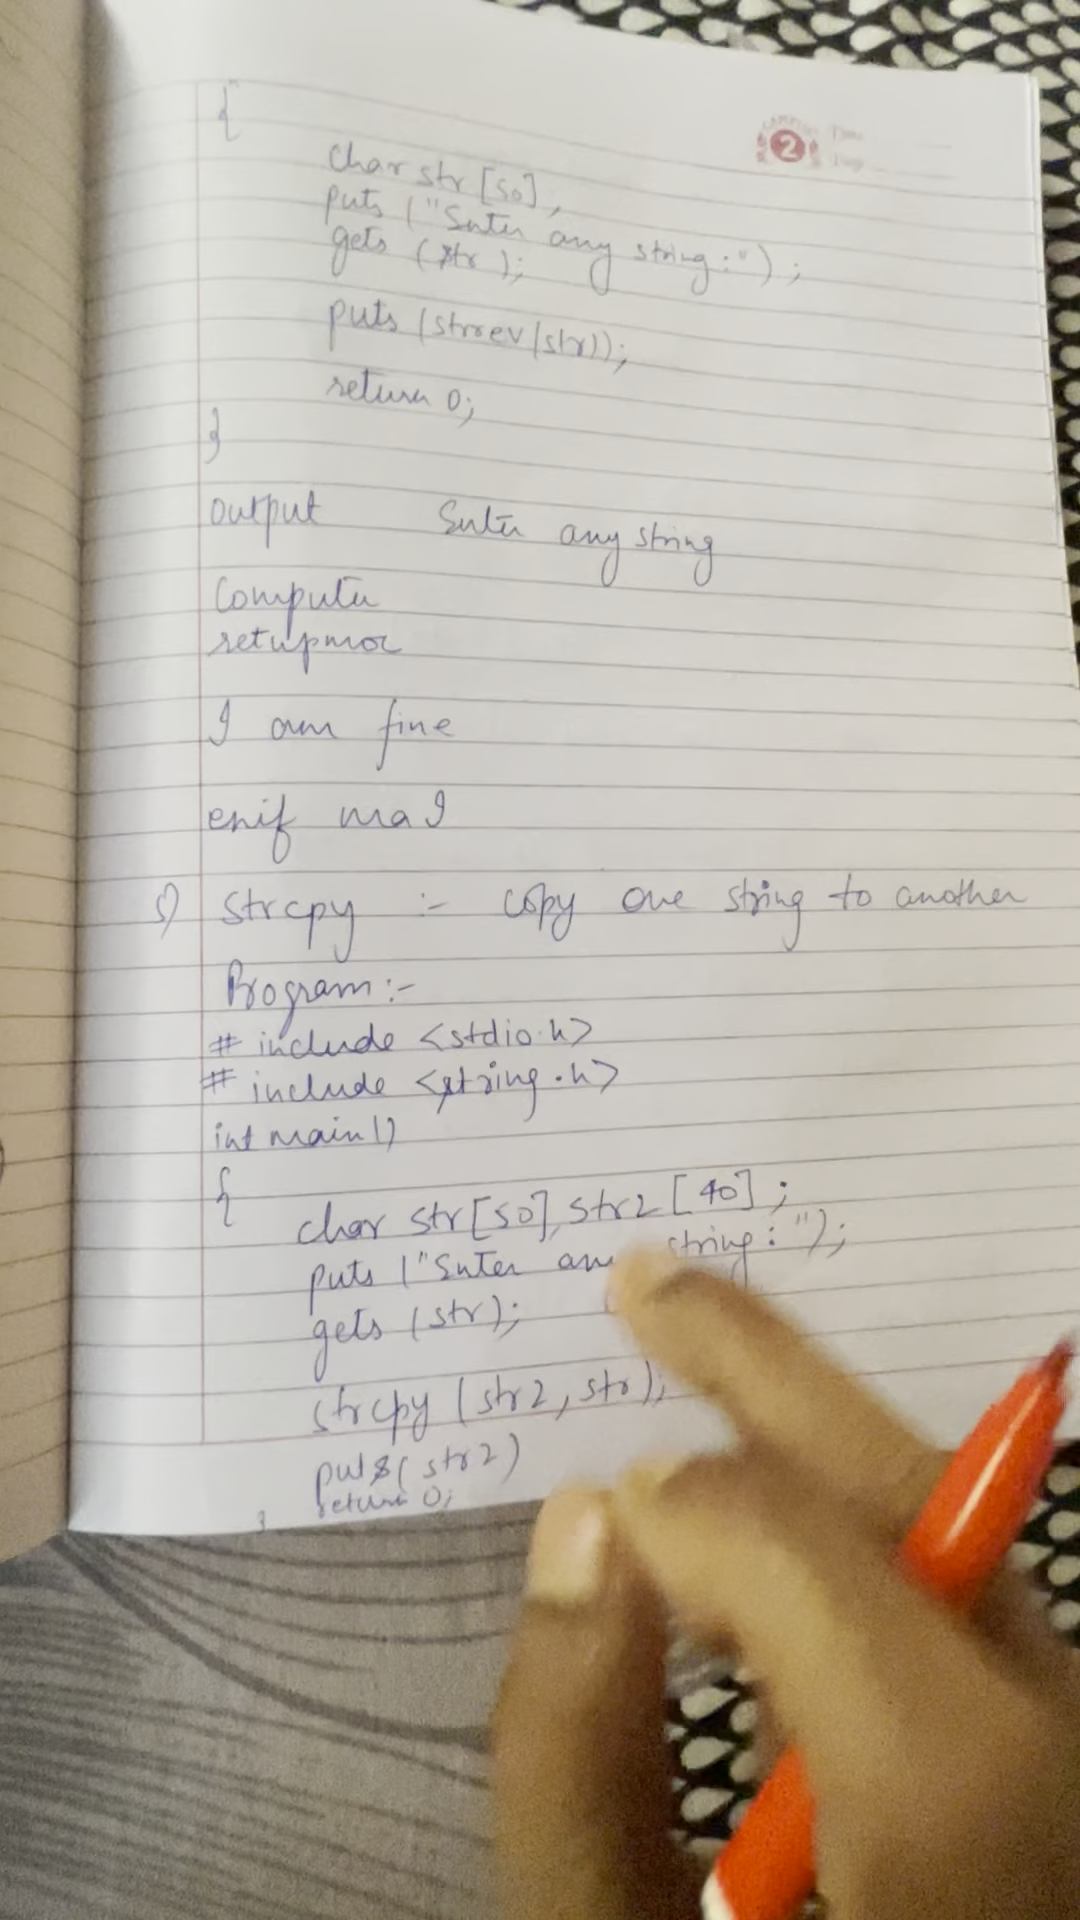 {
2
char str [50],
puts ("Enter any string:");
gets (str);
puts (strrev(str));
return 0;
}
output Enter any string
Computer
retupmoc
I am fine
enif ma I
5) strcpy :- copy one string to another
Program:-
# include <stdio.h>
# include <string.h>
int main()
{
char str[50], str2 [40];
puts ("Enter any string:");
gets (str);
strcpy (str2, str);
puts( str2)
return 0;
}